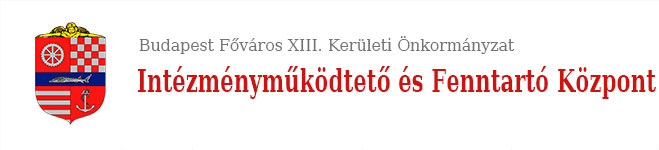 Budapest Főváros XIII. Kerületi Önkormányzat
Intézményműködtető és Fenntartó Központ